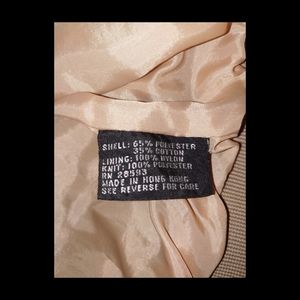 SHELL: 65% POLYESTER
35% COTTON
LINING: 100% NYLON
KNIT: 100% POLYESTER
RN 28593
MADE IN HONG KONG
SEE REVERSE FOR CARE